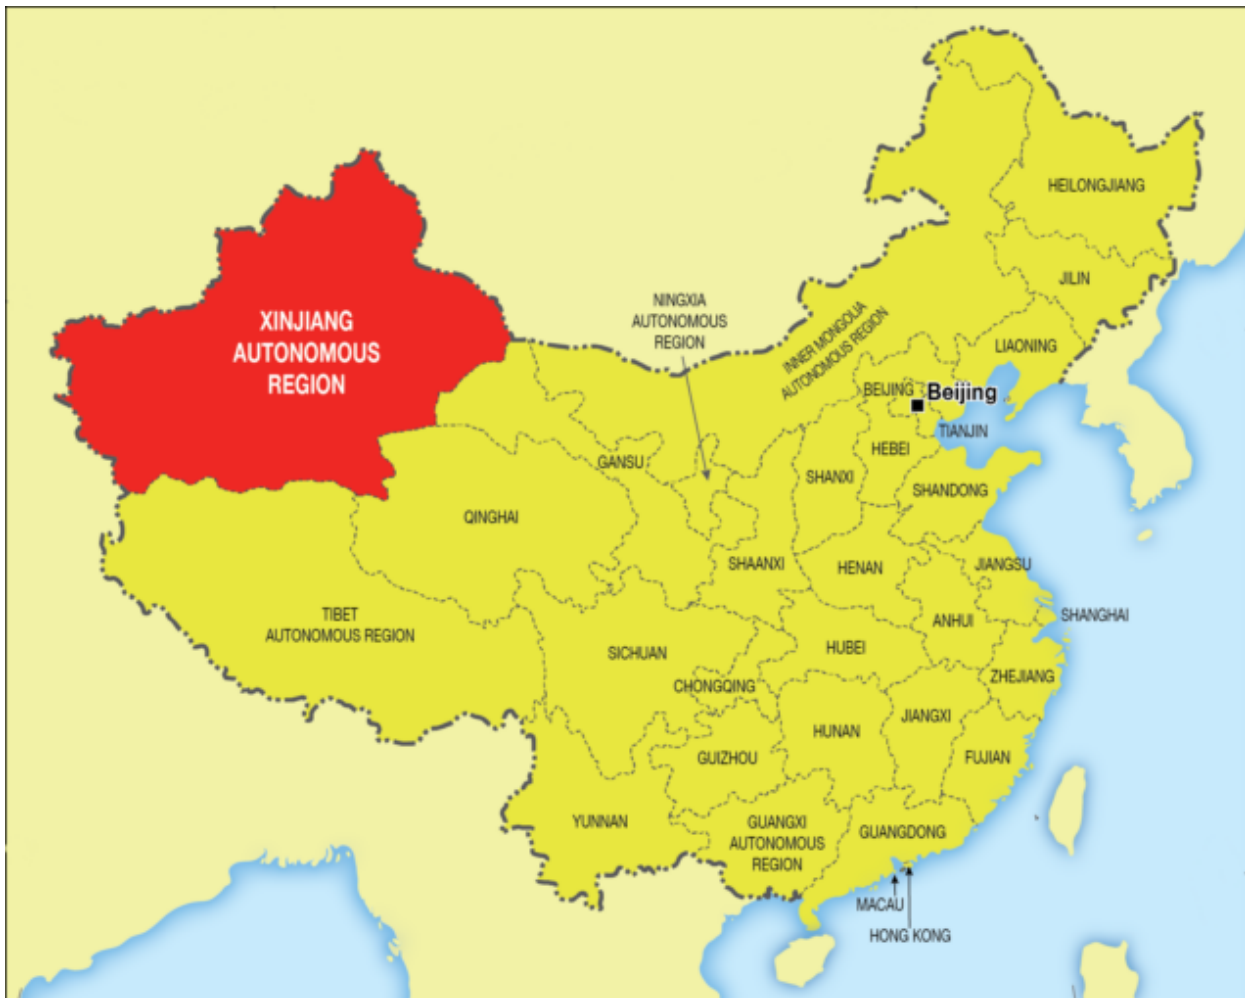 HEILONGJIANG
JILIN
NINGXIA
AUTONOMOUS
REGION
XINJIANG
AUTONOMOUS
REGION
INNER MONGOLIA
AUTONOMOUS REGION
LIAONING
BEIJING
Beijing
TIANJIN
HEBEI
GANSU
SHANXI
SHANDONG
QINGHAI
SHAANXI
HENAN
JIANGSU
TIBET
AUTONOMOUS REGION
ANHUI
SHANGHAI
SICHUAN
HUBEI
CHONGQING
ZHEJIANG
JIANGXI
HUNAN
GUIZHOU
FUJIAN
YUNNAN
GUANGXI
AUTONOMOUS
REGION
GUANGDONG
MACAU
HONG KONG